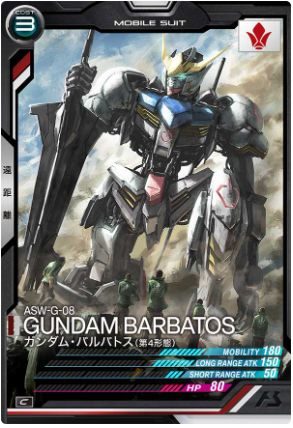 COST
3
MOBILE SUIT
遠距離
ASW-G-08
GUNDAM BARBATOS
ガンダム・バルバトス(第4形態)
MOBILITY 180
LONG RANGE ATK 150
SHORT RANGE ATK 50
HP 80
C
FS